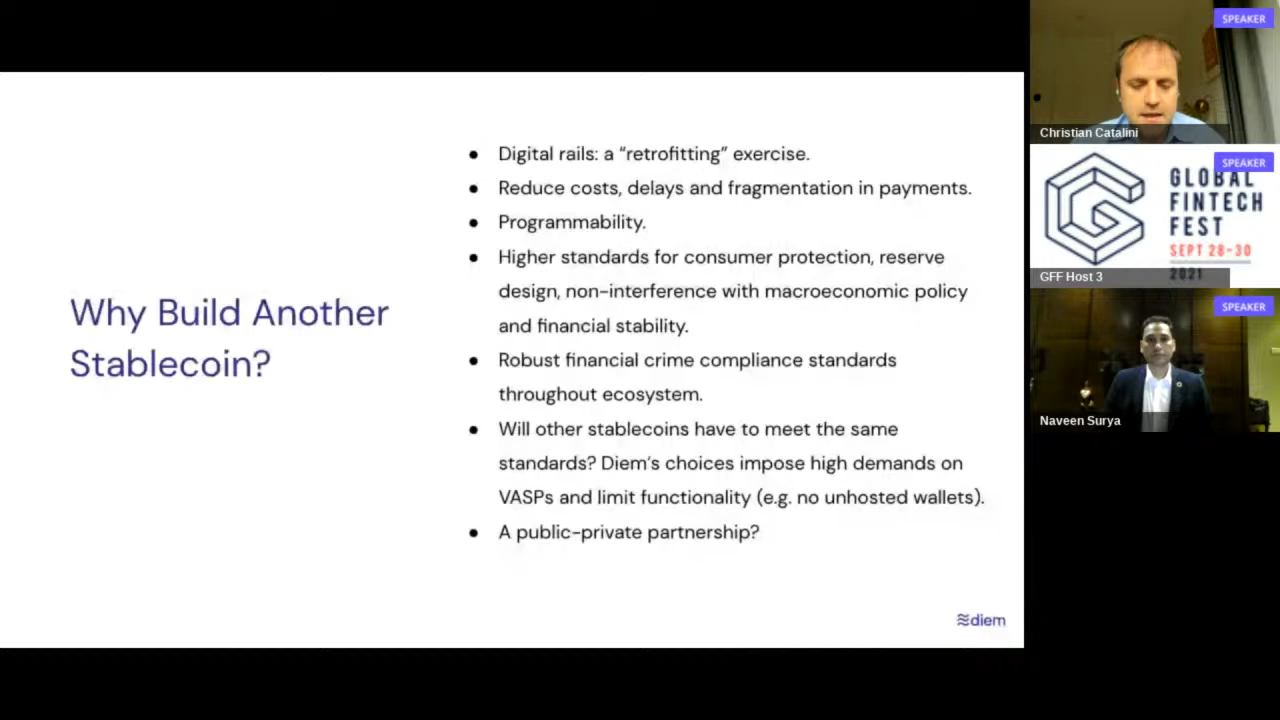 Why Build Another
Stablecoin?
● Digital rails: a “retrofitting” exercise.
● Reduce costs, delays and fragmentation in payments.
● Programmability.
● Higher standards for consumer protection, reserve
design, non-interference with macroeconomic policy
and financial stability.
● Robust financial crime compliance standards
throughout ecosystem.
● Will other stablecoins have to meet the same
standards? Diem’s choices impose high demands on
VASPs and limit functionality (e.g. no unhosted wallets).
● A public-private partnership?
diem
SPEAKER
Christian Catalini
SPEAKER
GLOBAL
FINTECH
FEST
SEPT 28-30
2021
GFF Host 3
SPEAKER
Naveen Surya